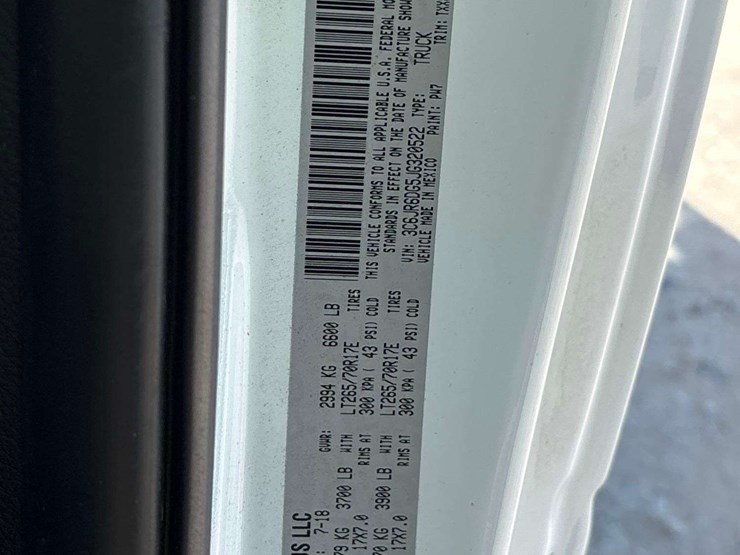 IS LLC
: 7-18 GVWR: 2994 KG 6600 LB
79 KG 3700 LB WITH LT265/70R17E TIRES
17X7.0 RIMS AT 300 KPA ( 43 PSI) COLD
70 KG 3900 LB WITH LT265/70R17E TIRES
17X7.0 RIMS AT 300 KPA ( 43 PSI) COLD
THIS VEHICLE CONFORMS TO ALL APPLICABLE U.S.A. FEDERAL MO
STANDARDS IN EFFECT ON THE DATE OF MANUFACTURE SHOW
VIN: 3C6JR6DG5JG320522 TYPE: TRUCK
VEHICLE MADE IN MEXICO PAINT: PW7 TRIM: TXX